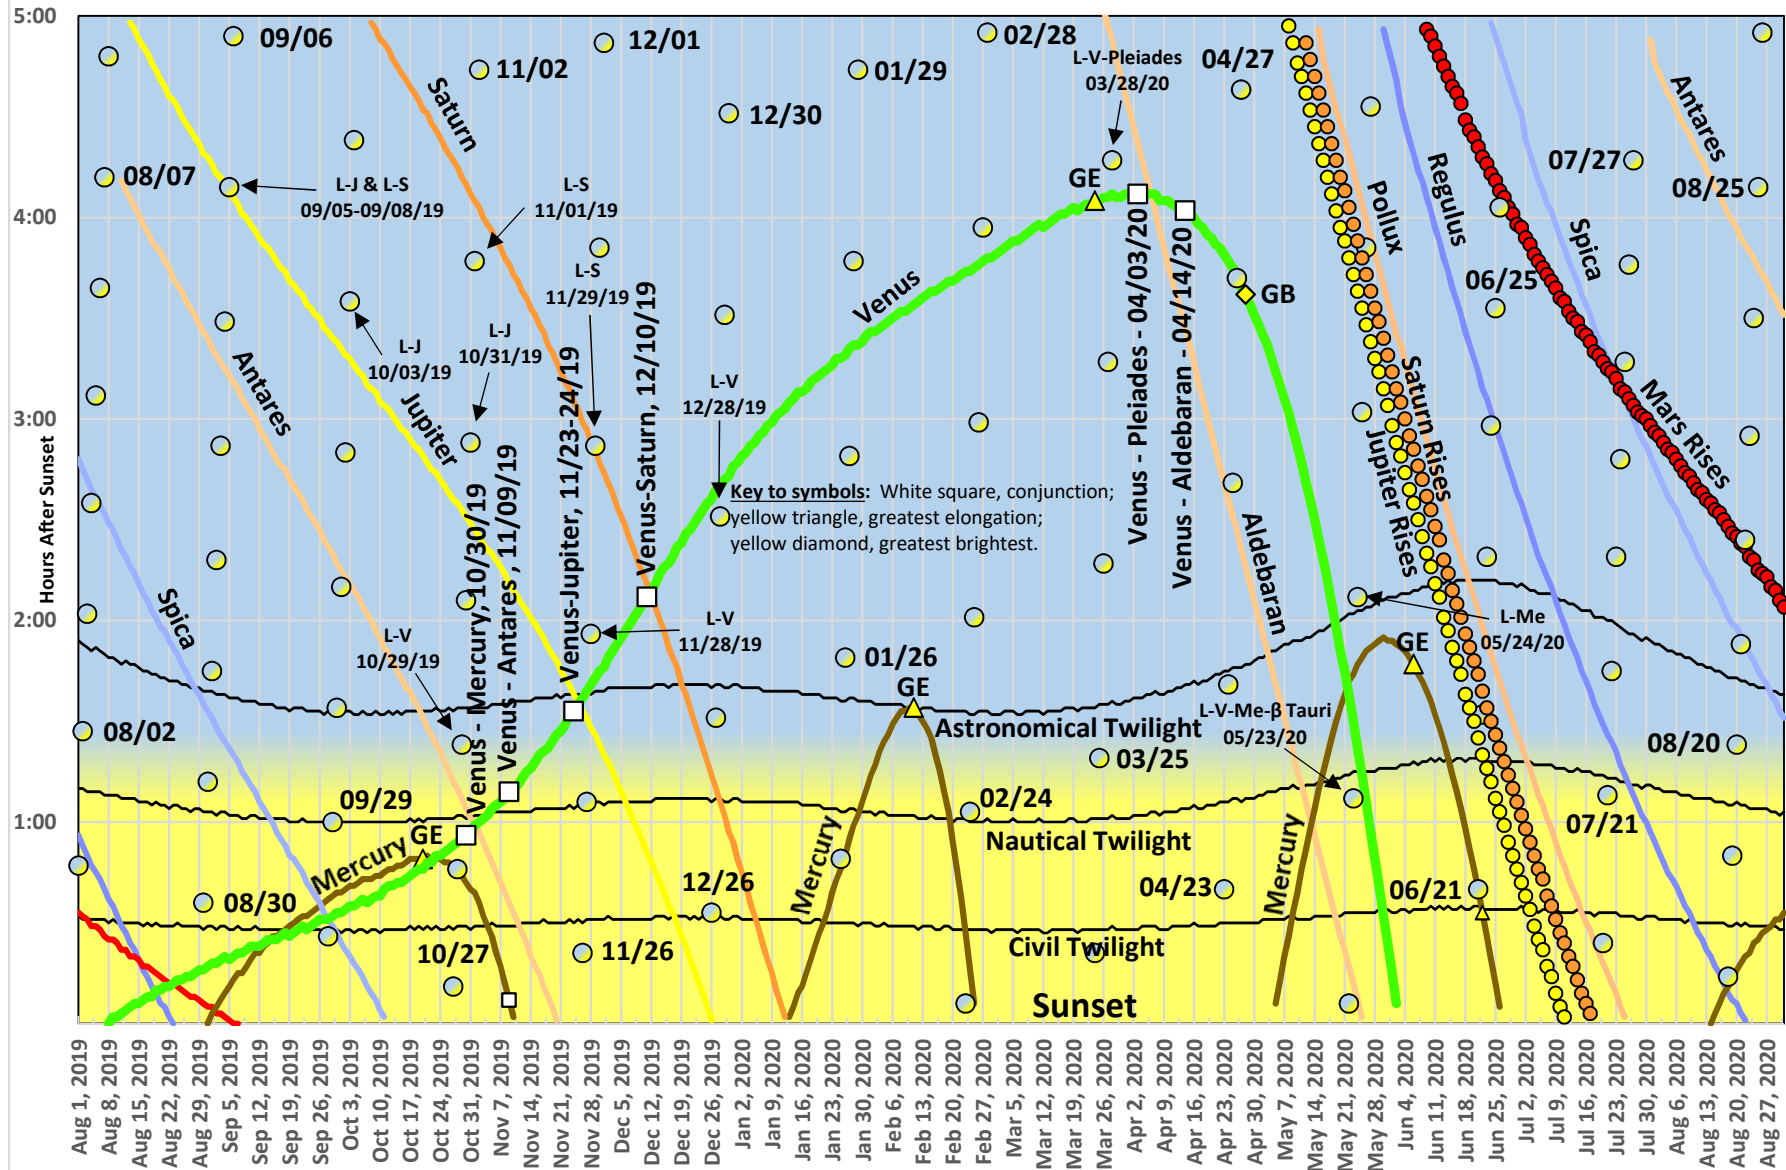 5:00
4:00
3:00
2:00
1:00
Hours After Sunset
09/06
12/01
02/28
11/02
01/29
L-V-Pleiades
03/28/20
04/27
12/30
Saturn
Antares
08/07
L-J & L-S
09/05-09/08/19
L-S
11/01/19
GE
07/27
08/25
Pollux
Regulus
Spica
L-S
11/29/19
Venus
GB
06/25
L-J
10/03/19
L-J
10/31/19
Antares
Jupiter
L-V
12/28/19
Venus - Mercury,10/30/19
Venus - Antares , 11/09/19
Venus-Jupiter, 11/23-24/19
Venus-Saturn, 12/10/19
Venus - Pleiades - 04/03/20
Venus - Aldebaran - 04/14/20
Saturn Rises
Jupiter Rises
Mars Rises
Key to symbols: White square, conjunction;
yellow triangle, greatest elongation;
yellow diamond, greatest brightest.
Aldebaran
Spica
L-V
10/29/19
L-V
11/28/19
01/26
GE
GE
L-Me
05/24/20
L-V-Me-β Tauri
05/23/20
08/02
Astronomical Twilight
03/25
08/20
09/29
02/24
07/21
GE
Nautical Twilight
Mercury
Mercury
Mercury
08/30
12/26
04/23
06/21
10/27
11/26
Civil Twilight
Sunset
Aug 1, 2019
Aug 8, 2019
Aug 15, 2019
Aug 22, 2019
Aug 29, 2019
Sep 5, 2019
Sep 12, 2019
Sep 19, 2019
Sep 26, 2019
Oct 3, 2019
Oct 10, 2019
Oct 17, 2019
Oct 24, 2019
Oct 31, 2019
Nov 7, 2019
Nov 14, 2019
Nov 21, 2019
Nov 28, 2019
Dec 5, 2019
Dec 12, 2019
Dec 19, 2019
Dec 26, 2019
Jan 2, 2020
Jan 9, 2020
Jan 16, 2020
Jan 23, 2020
Jan 30, 2020
Feb 6, 2020
Feb 13, 2020
Feb 20, 2020
Feb 27, 2020
Mar 5, 2020
Mar 12, 2020
Mar 19, 2020
Mar 26, 2020
Apr 2, 2020
Apr 9, 2020
Apr 16, 2020
Apr 23, 2020
Apr 30, 2020
May 7, 2020
May 14, 2020
May 21, 2020
May 28, 2020
Jun 4, 2020
Jun 11, 2020
Jun 18, 2020
Jun 25, 2020
Jul 2, 2020
Jul 9, 2020
Jul 16, 2020
Jul 23, 2020
Jul 30, 2020
Aug 6, 2020
Aug 13, 2020
Aug 20, 2020
Aug 27, 2020